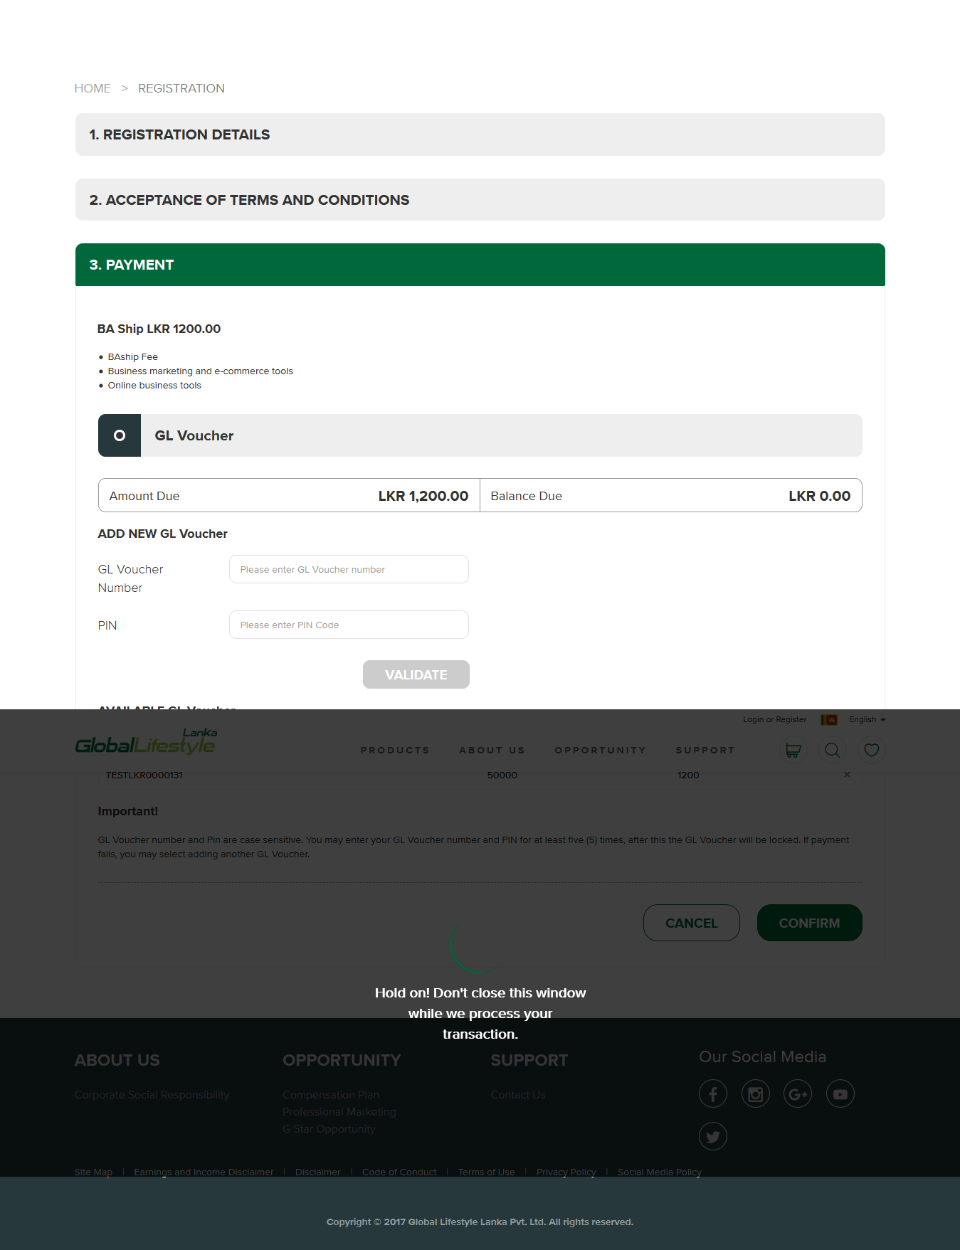 HOME > REGISTRATION
1. REGISTRATION DETAILS
2. ACCEPTANCE OF TERMS AND CONDITIONS
3. PAYMENT
BA Ship LKR 1200.00
• BAship Fee
• Business marketing and e-commerce tools
• Online business tools
GL Voucher
Amount Due LKR 1,200.00 Balance Due LKR 0.00
ADD NEW GL Voucher
GL Voucher Number Please enter GL Voucher number
PIN Please enter PIN Code
VALIDATE
AVAILABLE GL Voucher
Login or Register English
GlobalLifestyle Lanka
PRODUCTS ABOUT US OPPORTUNITY SUPPORT
TESTLKR0000131 50000 1200 ×
Important!
GL Voucher number and Pin are case sensitive. You may enter your GL Voucher number and PIN for at least five (5) times, after this the GL Voucher will be locked. If payment
fails, you may select adding another GL Voucher.
CANCEL CONFIRM
Hold on! Don't close this window
while we process your
transaction.
ABOUT US OPPORTUNITY SUPPORT Our Social Media
Corporate Social Responsibility Compensation Plan Contact Us
Professional Marketing
G Star Opportunity
Site Map | Earnings and Income Disclaimer | Disclaimer | Code of Conduct | Terms of Use | Privacy Policy | Social Media Policy
Copyright © 2017 Global Lifestyle Lanka Pvt. Ltd. All rights reserved.